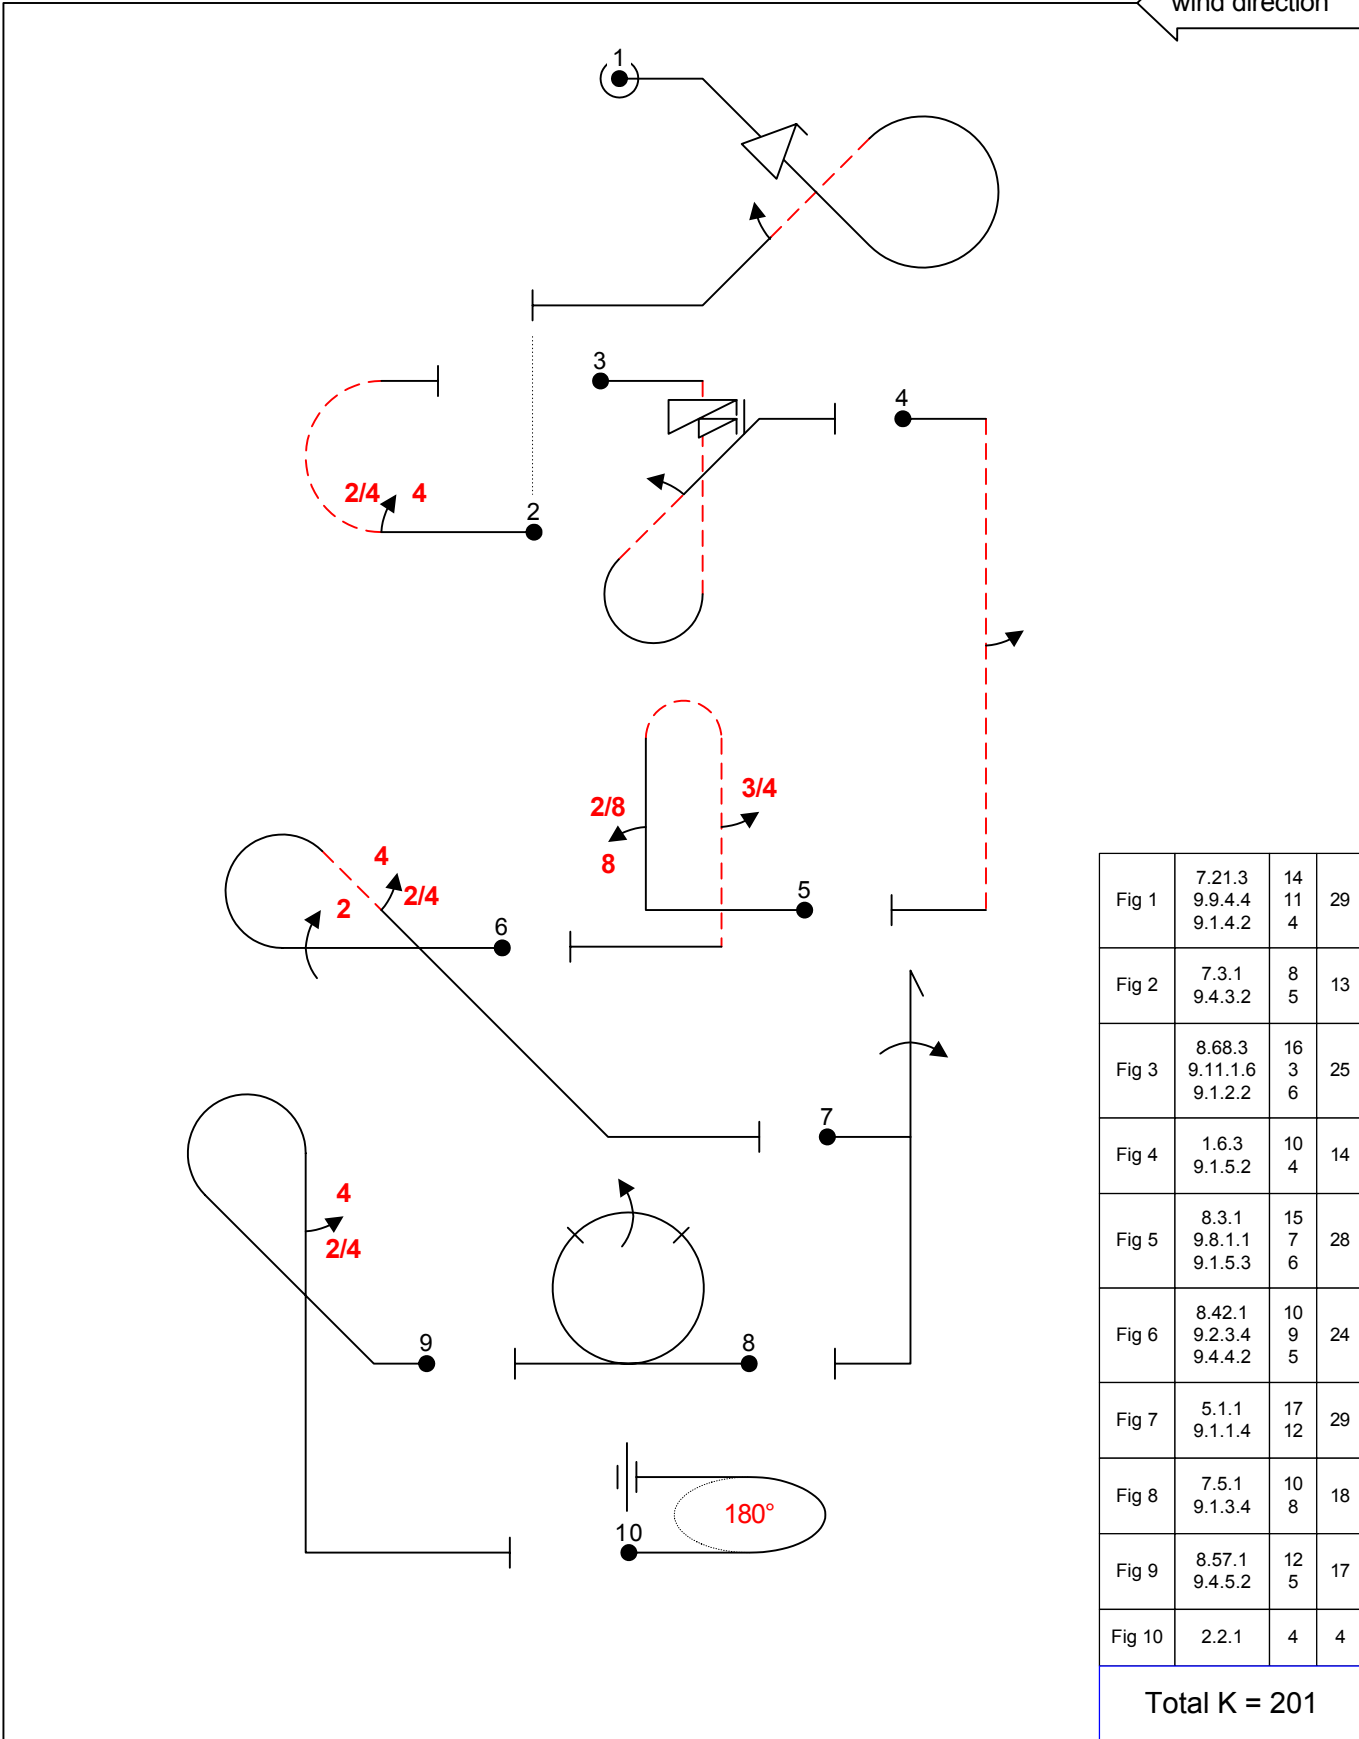 wind direction
1
3
4
2/4 4
2
3/4
2/8
8
5
4
2/4
2
6
7
4
2/4
9
8
180°
10
Fig 1 7.21.3 14 29
9.9.4.4 11
9.1.4.2 4
Fig 2 7.3.1 8 13
9.4.3.2 5
Fig 3 8.68.3 16 25
9.11.1.6 3
9.1.2.2 6
Fig 4 1.6.3 10 14
9.1.5.2 4
Fig 5 8.3.1 15 28
9.8.1.1 7
9.1.5.3 6
Fig 6 8.42.1 10 24
9.2.3.4 9
9.4.4.2 5
Fig 7 5.1.1 17 29
9.1.1.4 12
Fig 8 7.5.1 10 18
9.1.3.4 8
Fig 9 8.57.1 12 17
9.4.5.2 5
Fig 10 2.2.1 4 4
Total K = 201